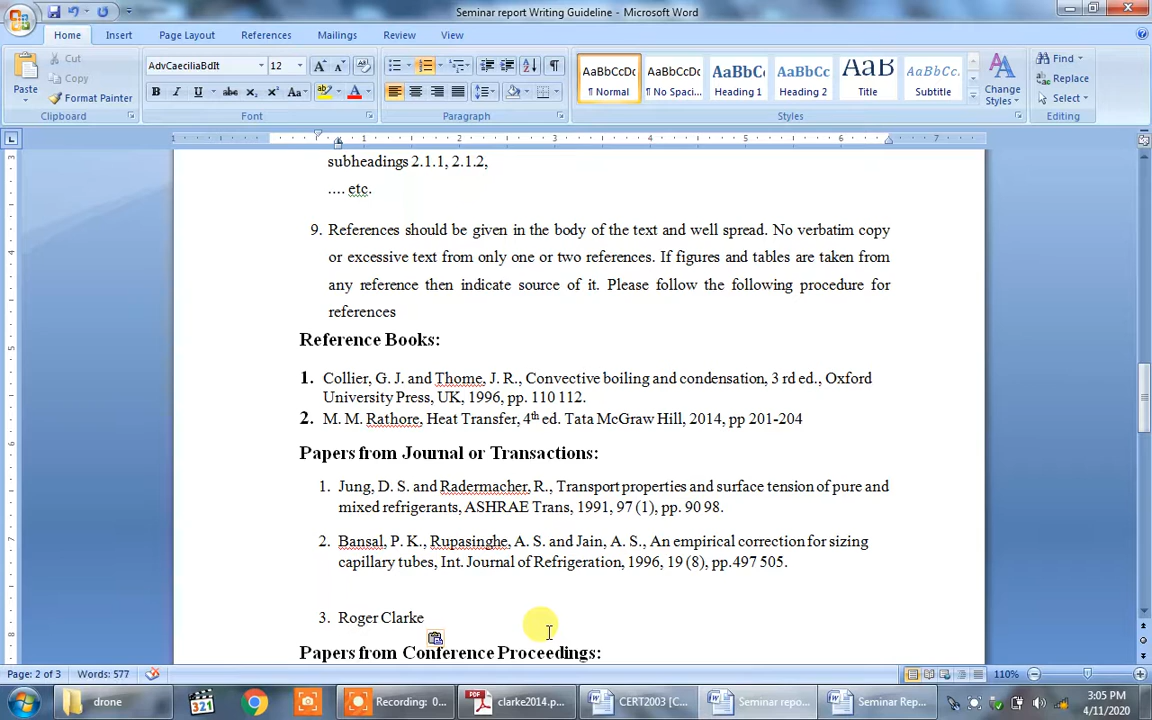 Seminar report Writing Guideline - Microsoft Word
Home Insert Page Layout References Mailings Review View
Paste
Cut
Copy
Format Painter
Clipboard
AdvCaeciliaBdIt 12
Font
Paragraph
AaBbCcDc AaBbCcDc AaBbC AaBbCc AaB AaBbCc
¶ Normal ¶ No Spaci... Heading 1 Heading 2 Title Subtitle
Styles
Change
Styles
Find
Replace
Select
Editing
1 1 2 3 4 5 6 7
subheadings 2.1.1, 2.1.2,
.... etc.
9. References should be given in the body of the text and well spread. No verbatim copy
or excessive text from only one or two references. If figures and tables are taken from
any reference then indicate source of it. Please follow the following procedure for
references
Reference Books:
1. Collier, G. J. and Thome, J. R., Convective boiling and condensation, 3 rd ed., Oxford
University Press, UK, 1996, pp. 110 112.
2. M. M. Rathore, Heat Transfer, 4th ed. Tata McGraw Hill, 2014, pp 201-204
Papers from Journal or Transactions:
1. Jung, D. S. and Radermacher, R., Transport properties and surface tension of pure and
mixed refrigerants, ASHRAE Trans, 1991, 97 (1), pp. 90 98.
2. Bansal, P. K., Rupasinghe, A. S. and Jain, A. S., An empirical correction for sizing
capillary tubes, Int. Journal of Refrigeration, 1996, 19 (8), pp.497 505.
3. Roger Clarke
Papers from Conference Proceedings:
Page: 2 of 3 Words: 577 110%
drone Recording: 0... clarke2014.p... CERT2003 [C... Seminar repo... Seminar Rep... 3:05 PM
4/11/2020